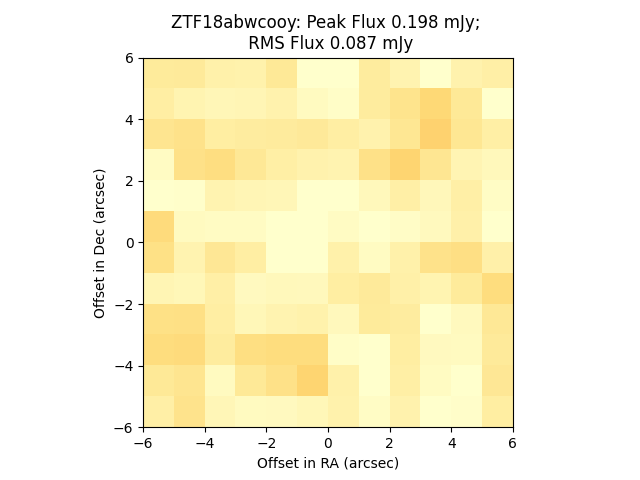 ZTF18abwcooy: Peak Flux 0.198 mJy;
RMS Flux 0.087 mJy
6
4
2
0
−2
−4
−6
Offset in Dec (arcsec)
−6 −4 −2 0 2 4 6
Offset in RA (arcsec)